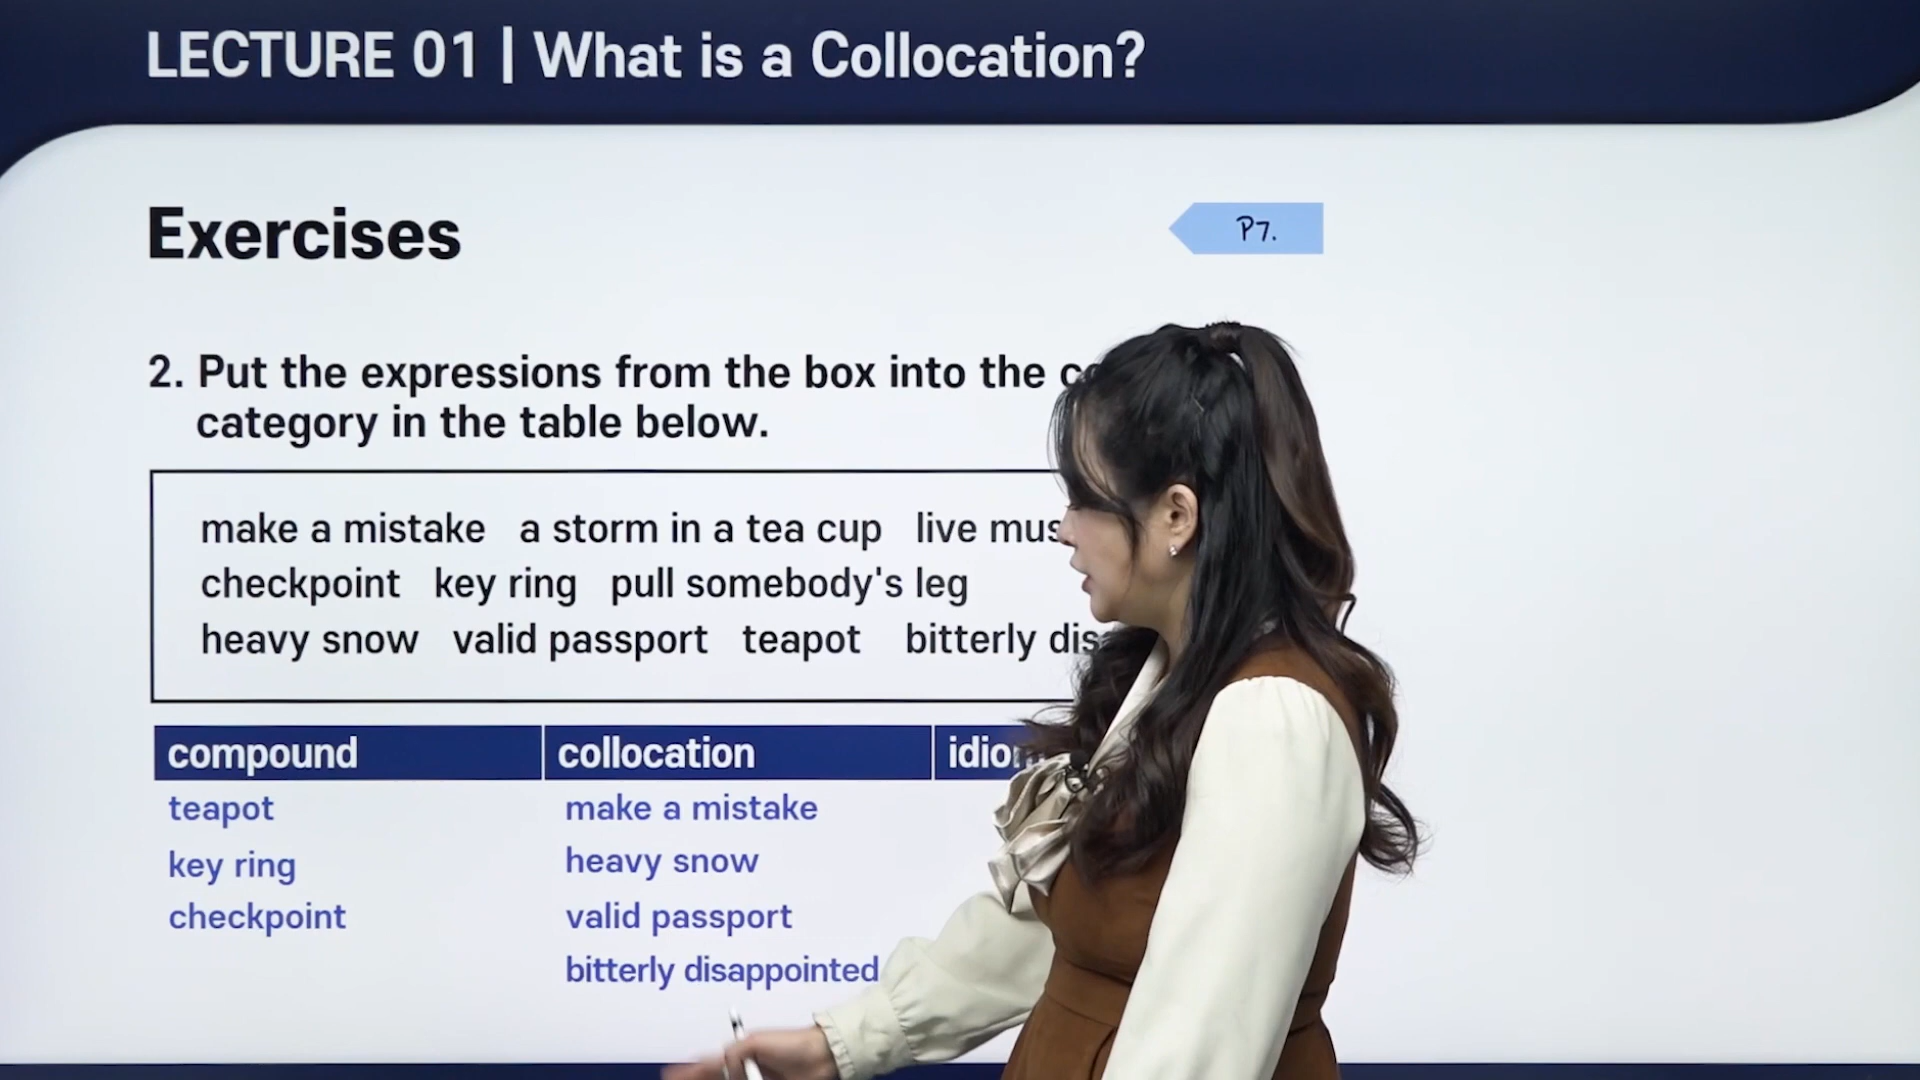 LECTURE 01 | What is a Collocation?
Exercises
P7.
2. Put the expressions from the box into the
category in the table below.
make a mistake a storm in a tea cup live
checkpoint key ring pull somebody's leg
heavy snow valid passport teapot bitterly
compound collocation
teapot make a mistake
key ring heavy snow
checkpoint valid passport
bitterly disappointed